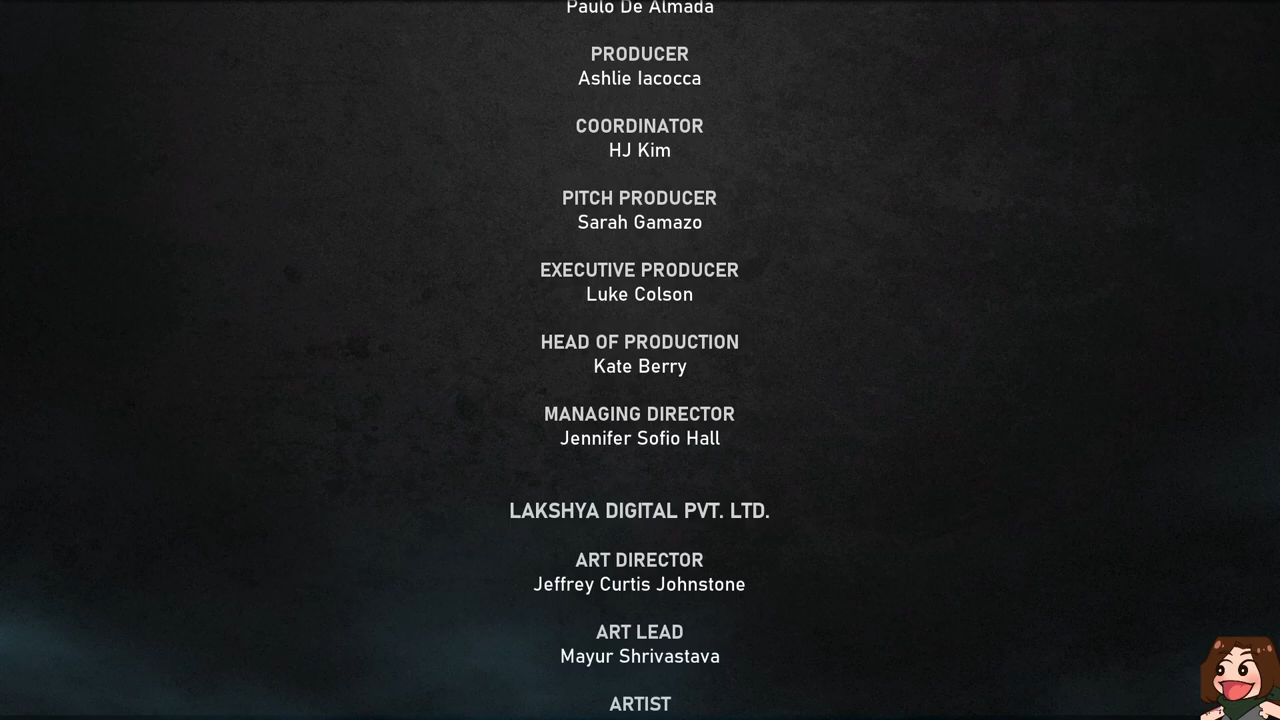 Paulo De Almada
PRODUCER
Ashlie Iacocca
COORDINATOR
HJ Kim
PITCH PRODUCER
Sarah Gamazo
EXECUTIVE PRODUCER
Luke Colson
HEAD OF PRODUCTION
Kate Berry
MANAGING DIRECTOR
Jennifer Sofio Hall
LAKSHYA DIGITAL PVT. LTD.
ART DIRECTOR
Jeffrey Curtis Johnstone
ART LEAD
Mayur Shrivastava
ARTIST